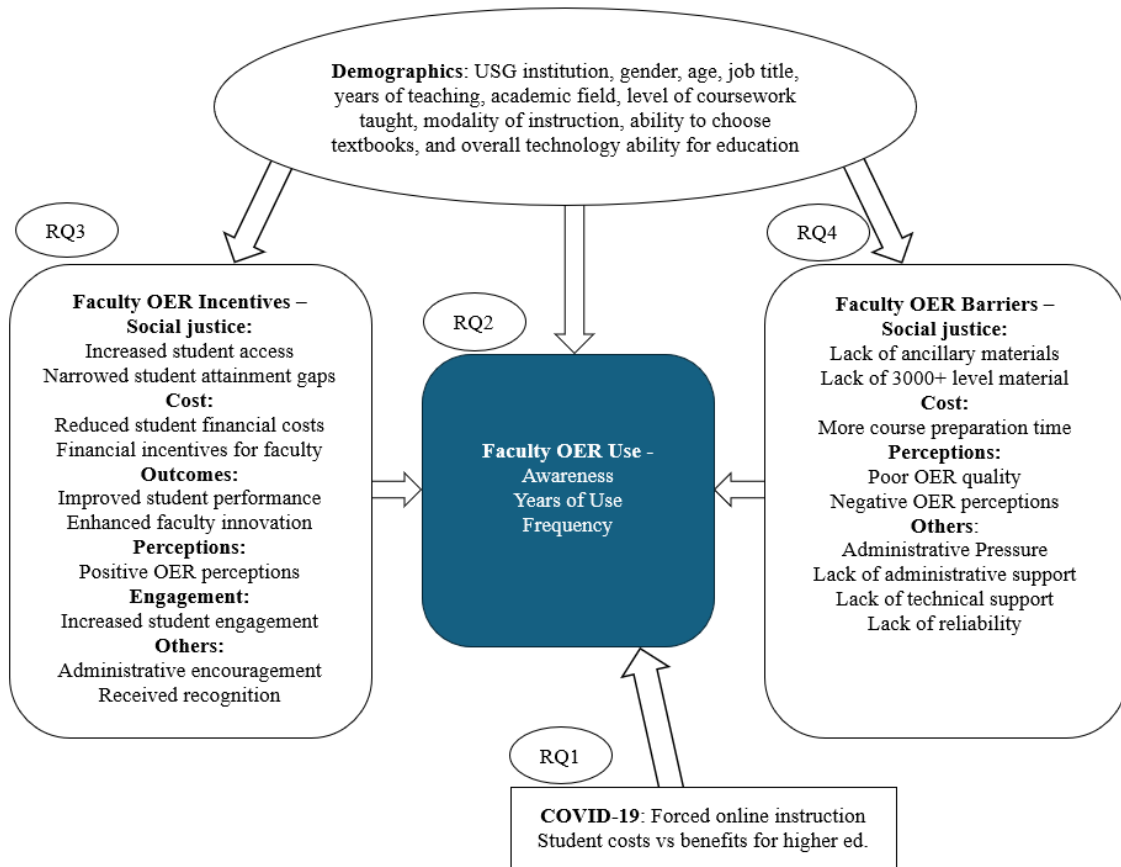 Demographics: USG institution, gender, age, job title,
years of teaching, academic field, level of coursework
taught, modality of instruction, ability to choose
textbooks, and overall technology ability for education
RQ3
RQ4
RQ2
Faculty OER Incentives –
Social justice:
Increased student access
Narrowed student attainment gaps
Cost:
Reduced student financial costs
Financial incentives for faculty
Outcomes:
Improved student performance
Enhanced faculty innovation
Perceptions:
Positive OER perceptions
Engagement:
Increased student engagement
Others:
Administrative encouragement
Received recognition
Faculty OER Use -
Awareness
Years of Use
Frequency
Faculty OER Barriers –
Social justice:
Lack of ancillary materials
Lack of 3000+ level material
Cost:
More course preparation time
Perceptions:
Poor OER quality
Negative OER perceptions
Others:
Administrative Pressure
Lack of administrative support
Lack of technical support
Lack of reliability
RQ1
COVID-19: Forced online instruction
Student costs vs benefits for higher ed.